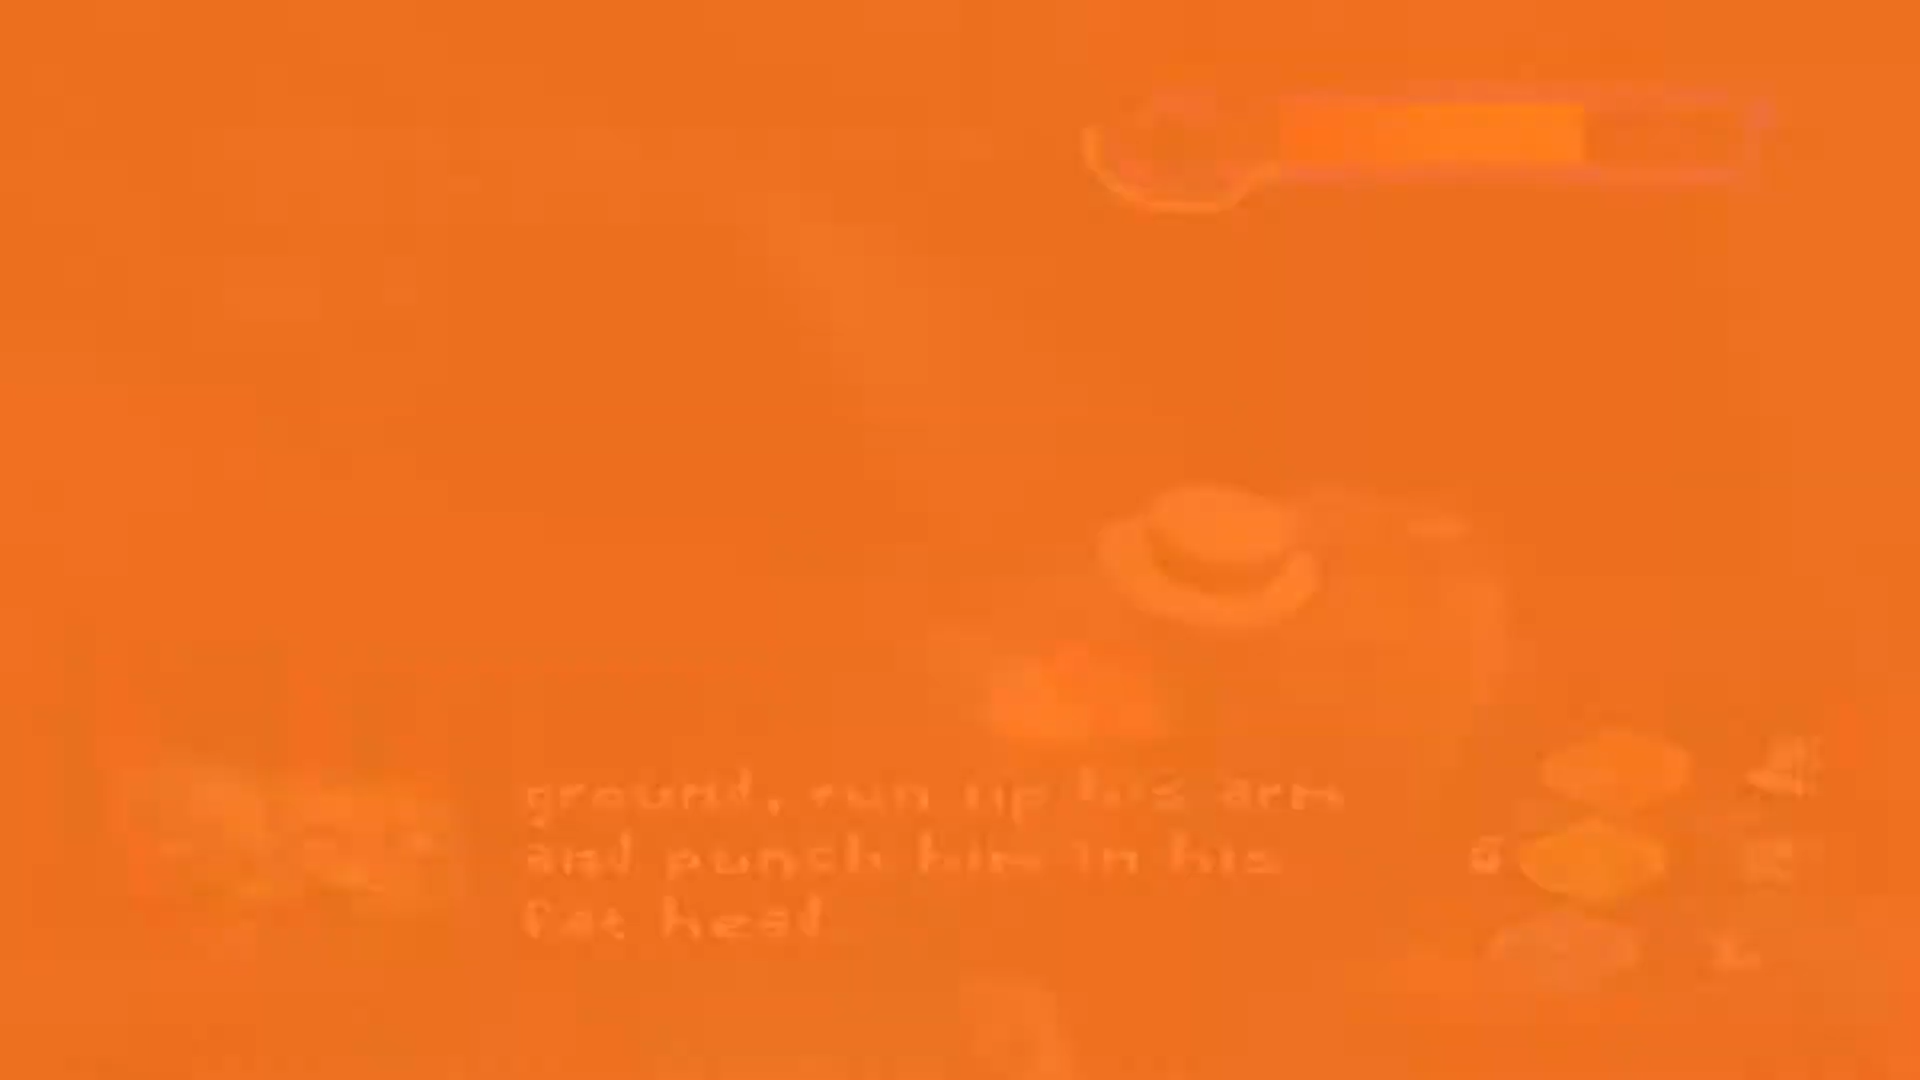 ground, run up his arm
and punch him in his
fat head